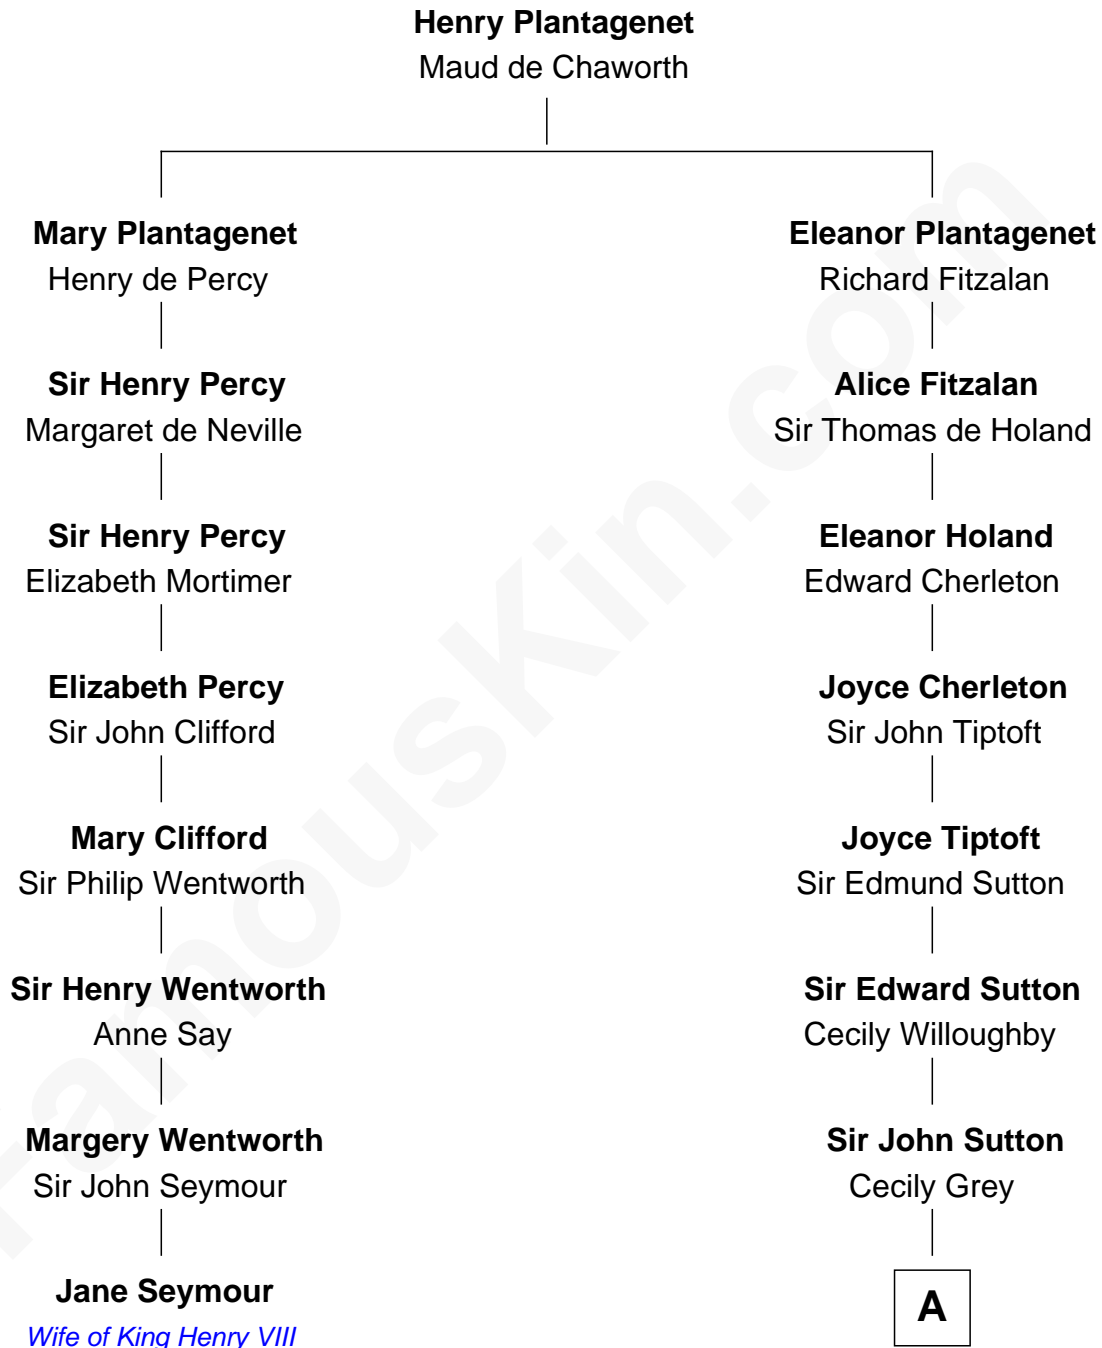 Henry Plantagenet
Maud de Chaworth
Mary Plantagenet
Henry de Percy
Eleanor Plantagenet
Richard Fitzalan
Sir Henry Percy
Margaret de Neville
Alice Fitzalan
Sir Thomas de Holand
Sir Henry Percy
Elizabeth Mortimer
Eleanor Holand
Edward Cherleton
Elizabeth Percy
Sir John Clifford
Joyce Cherleton
Sir John Tiptoft
Mary Clifford
Sir Philip Wentworth
Joyce Tiptoft
Sir Edmund Sutton
Sir Henry Wentworth
Anne Say
Sir Edward Sutton
Cecily Willoughby
Margery Wentworth
Sir John Seymour
Sir John Sutton
Cecily Grey
Jane Seymour
Wife of King Henry VIII
A
FamousKin.com